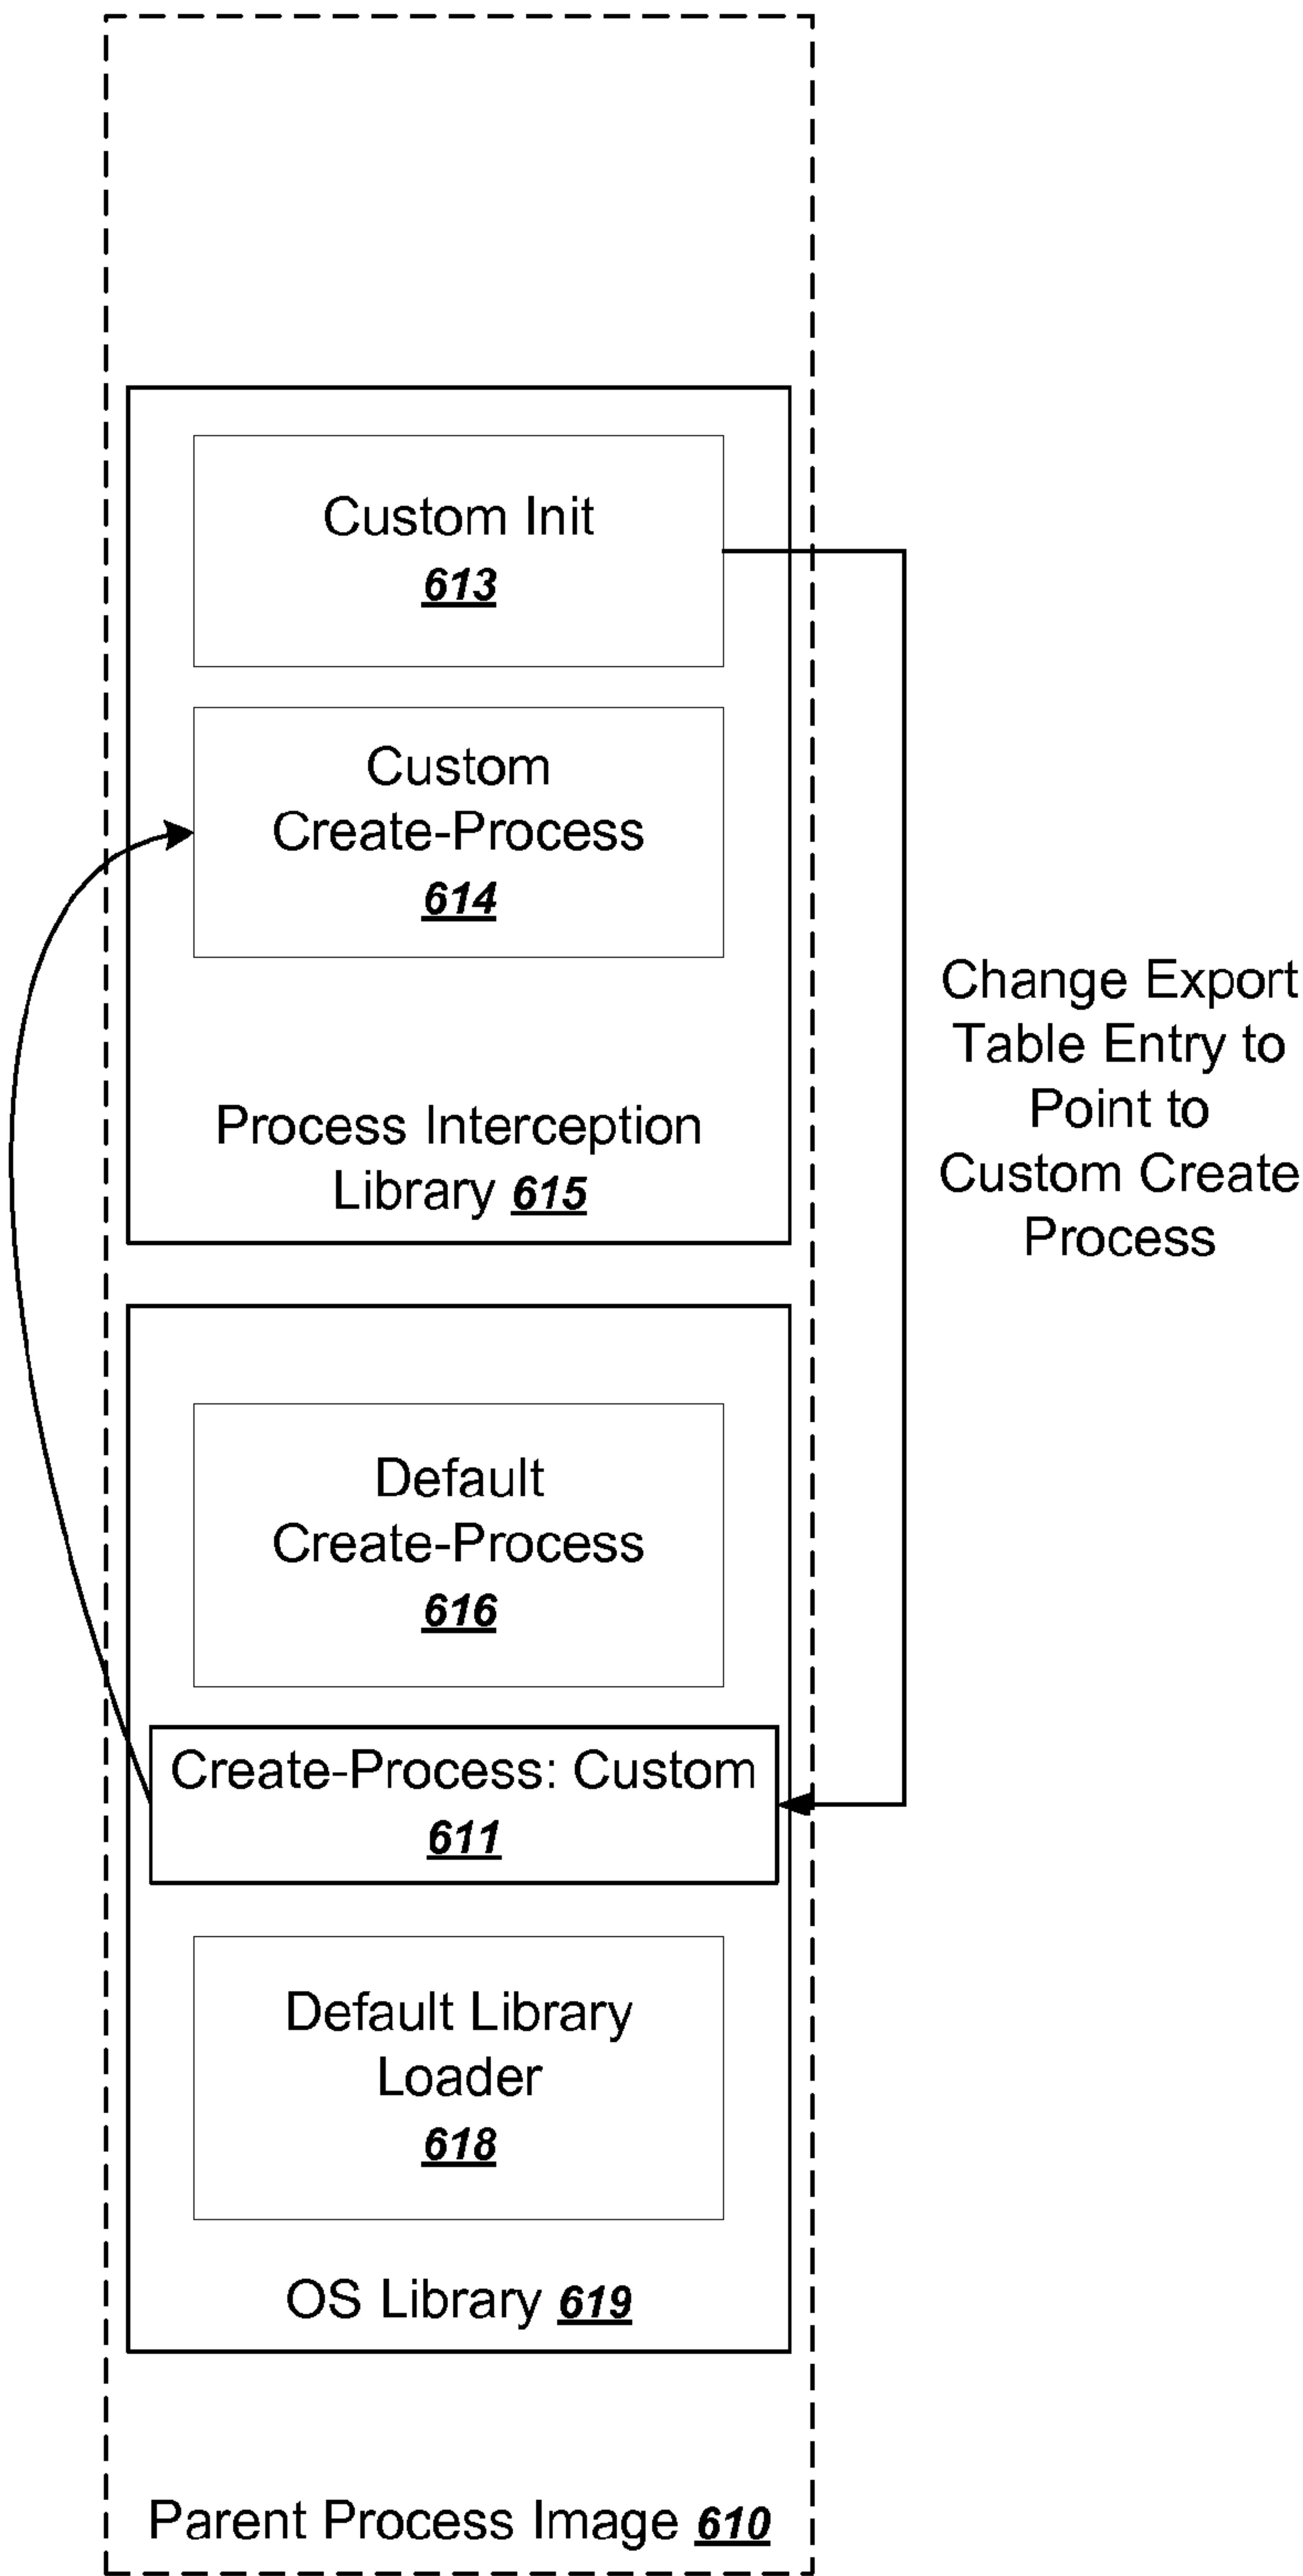 Custom Init
613
Custom
Create-Process
614
Process Interception
Library 615
Change Export
Table Entry to
Point to
Custom Create
Process
Default
Create-Process
616
Create-Process: Custom
611
Default Library
Loader
618
OS Library 619
Parent Process Image 610